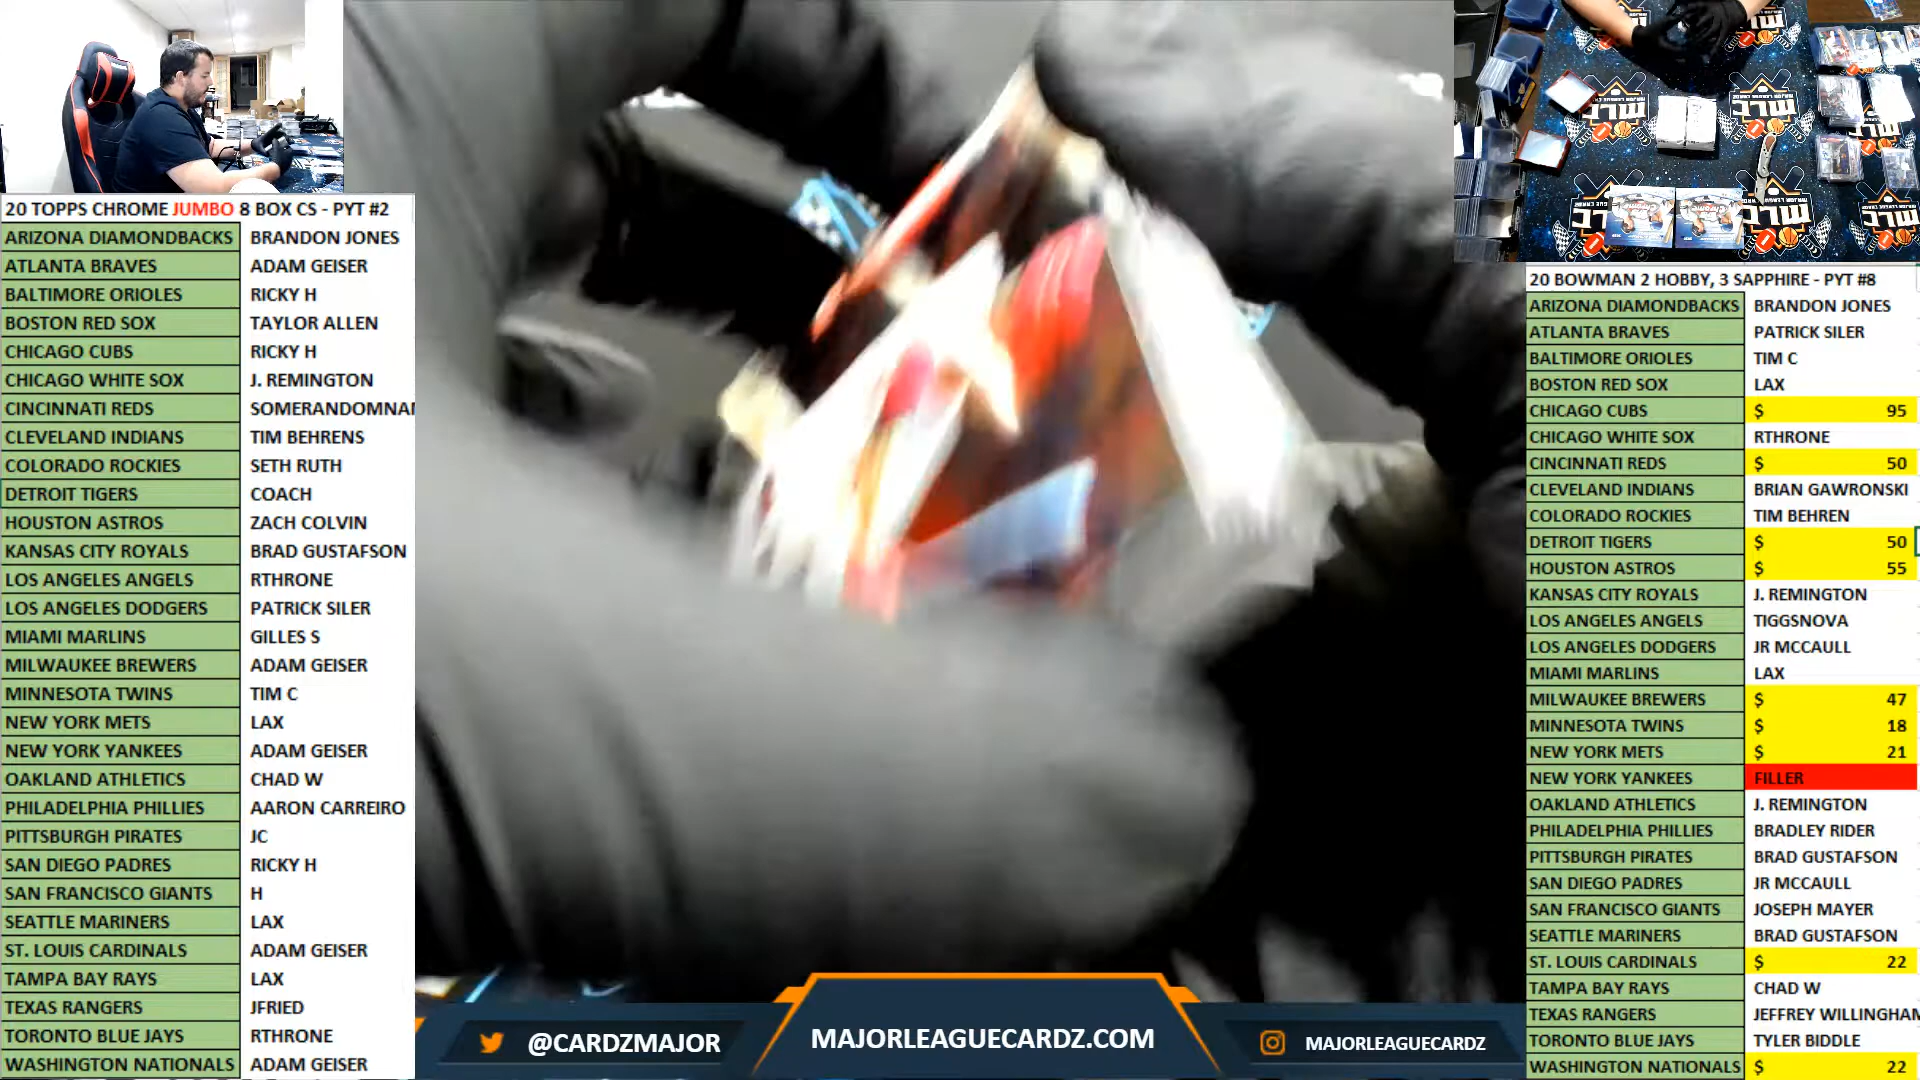 20 TOPPS CHROME JUMBO 8 BOX CS - PYT #2
ARIZONA DIAMONDBACKS BRANDON JONES
ATLANTA BRAVES ADAM GEISER
BALTIMORE ORIOLES RICKY H
BOSTON RED SOX TAYLOR ALLEN
CHICAGO CUBS RICKY H
CHICAGO WHITE SOX J. REMINGTON
CINCINNATI REDS SOMERANDOMNA
CLEVELAND INDIANS TIM BEHRENS
COLORADO ROCKIES SETH RUTH
DETROIT TIGERS COACH
HOUSTON ASTROS ZACH COLVIN
KANSAS CITY ROYALS BRAD GUSTAFSON
LOS ANGELES ANGELS RTHRONE
LOS ANGELES DODGERS PATRICK SILER
MIAMI MARLINS GILLES S
MILWAUKEE BREWERS ADAM GEISER
MINNESOTA TWINS TIM C
NEW YORK METS LAX
NEW YORK YANKEES ADAM GEISER
OAKLAND ATHLETICS CHAD W
PHILADELPHIA PHILLIES AARON CARREIRO
PITTSBURGH PIRATES JC
SAN DIEGO PADRES RICKY H
SAN FRANCISCO GIANTS H
SEATTLE MARINERS LAX
ST. LOUIS CARDINALS ADAM GEISER
TAMPA BAY RAYS LAX
TEXAS RANGERS JFRIED
TORONTO BLUE JAYS RTHRONE
WASHINGTON NATIONALS ADAM GEISER
@CARDZMAJOR
MAJORLEAGUECARDZ.COM
MAJORLEAGUECARDZ
20 BOWMAN 2 HOBBY, 3 SAPPHIRE - PYT #8
ARIZONA DIAMONDBACKS BRANDON JONES
ATLANTA BRAVES PATRICK SILER
BALTIMORE ORIOLES TIM C
BOSTON RED SOX LAX
CHICAGO CUBS $ 95
CHICAGO WHITE SOX RTHRONE
CINCINNATI REDS $ 50
CLEVELAND INDIANS BRIAN GAWRONSKI
COLORADO ROCKIES TIM BEHREN
DETROIT TIGERS $ 50
HOUSTON ASTROS $ 55
KANSAS CITY ROYALS J. REMINGTON
LOS ANGELES ANGELS TIGGSNOVA
LOS ANGELES DODGERS JR MCCAULL
MIAMI MARLINS LAX
MILWAUKEE BREWERS $ 47
MINNESOTA TWINS $ 18
NEW YORK METS $ 21
NEW YORK YANKEES FILLER
OAKLAND ATHLETICS J. REMINGTON
PHILADELPHIA PHILLIES BRADLEY RIDER
PITTSBURGH PIRATES BRAD GUSTAFSON
SAN DIEGO PADRES JR MCCAULL
SAN FRANCISCO GIANTS JOSEPH MAYER
SEATTLE MARINERS BRAD GUSTAFSON
ST. LOUIS CARDINALS $ 22
TAMPA BAY RAYS CHAD W
TEXAS RANGERS JEFFREY WILLINGHAM
TORONTO BLUE JAYS TYLER BIDDLE
WASHINGTON NATIONALS $ 22
MLC
MLC
MLC
MLC